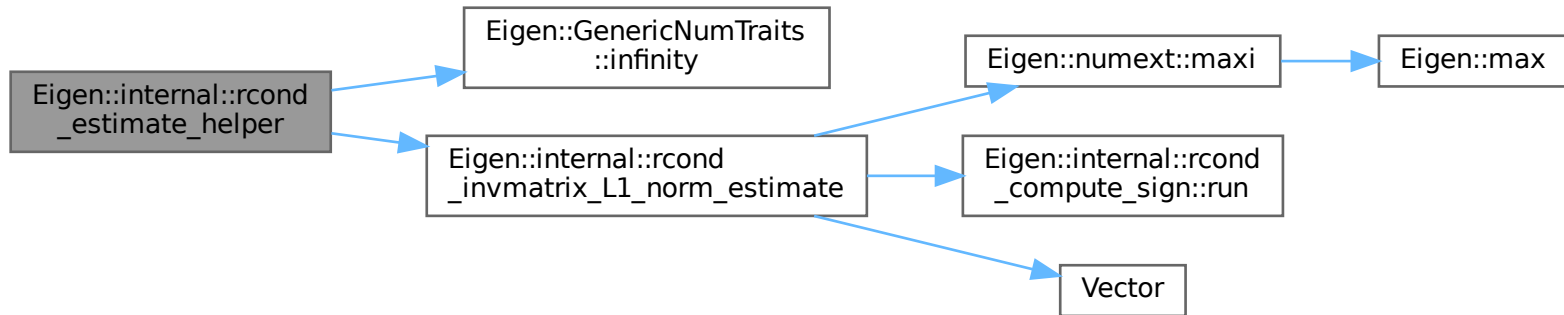 Eigen::internal::rcond
_estimate_helper
Eigen::GenericNumTraits
::infinity
Eigen::internal::rcond
_invmatrix_L1_norm_estimate
Eigen::numext::maxi
Eigen::max
Eigen::internal::rcond
_compute_sign::run
Vector